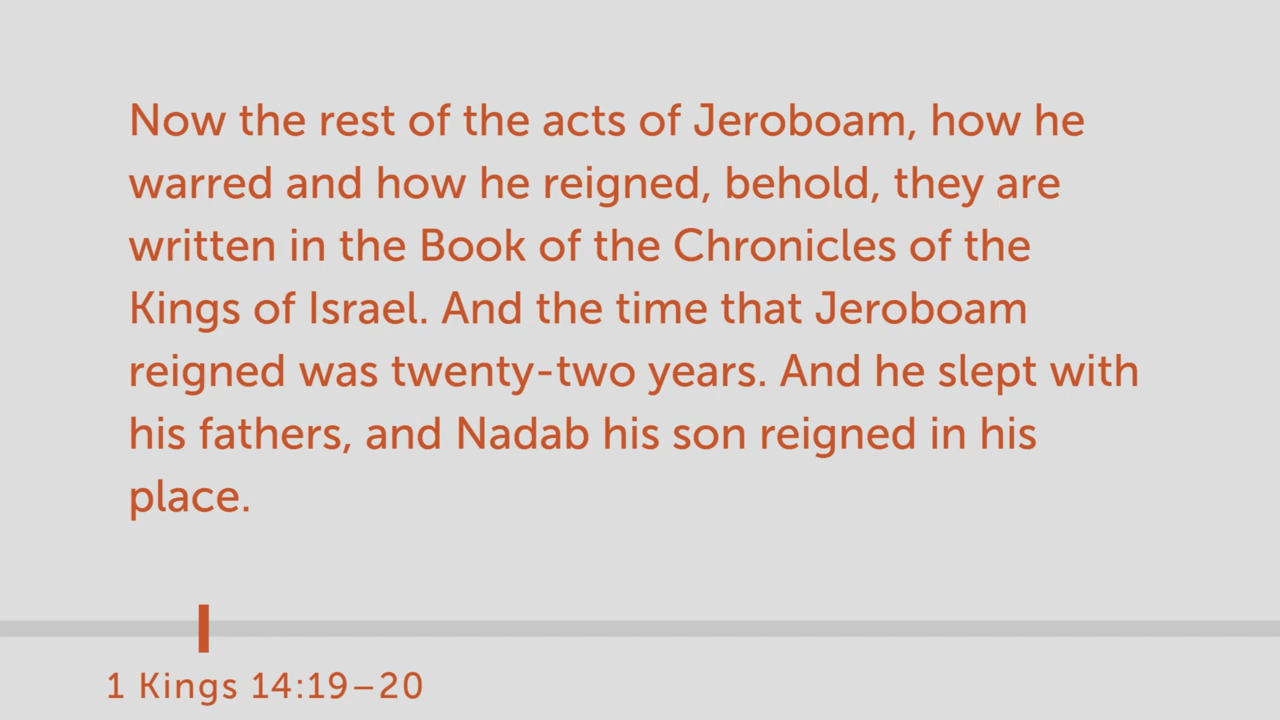 Now the rest of the acts of Jeroboam, how he
warred and how he reigned, behold, they are
written in the Book of the Chronicles of the
Kings of Israel. And the time that Jeroboam
reigned was twenty-two years. And he slept with
his fathers, and Nadab his son reigned in his
place.
1 Kings 14:19–20